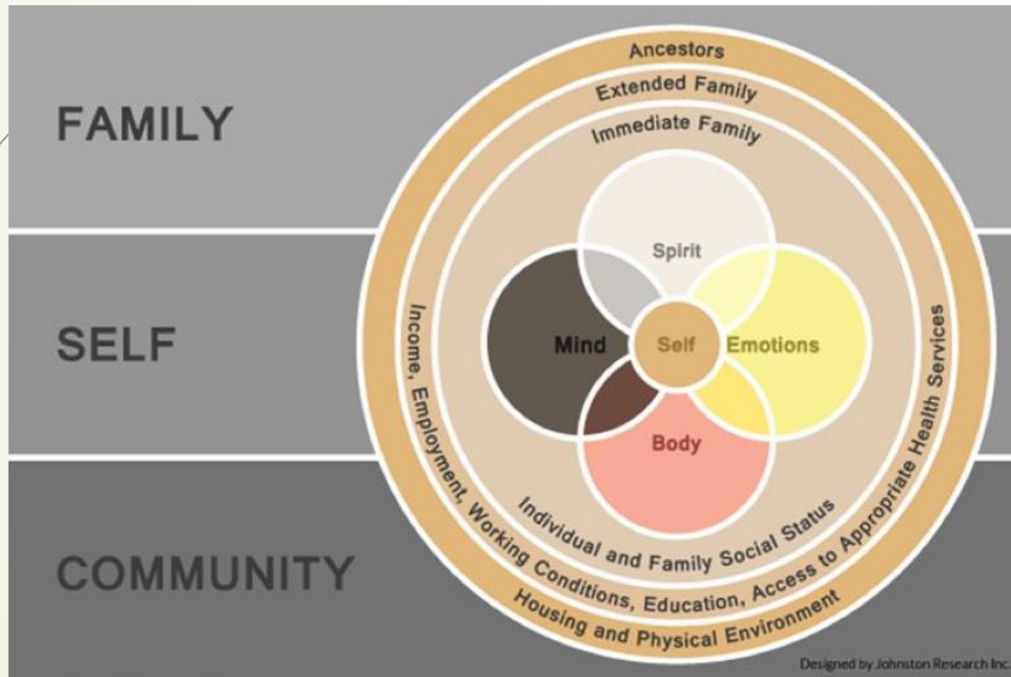 FAMILY
SELF
COMMUNITY
Ancestors
Extended Family
Immediate Family
Spirit
Mind
Self
Emotions
Body
Individual and Family Social Status
Income, Employment, Working Conditions, Education, Access to Appropriate Health Services
Housing and Physical Environment
Designed by Johnston Research Inc.